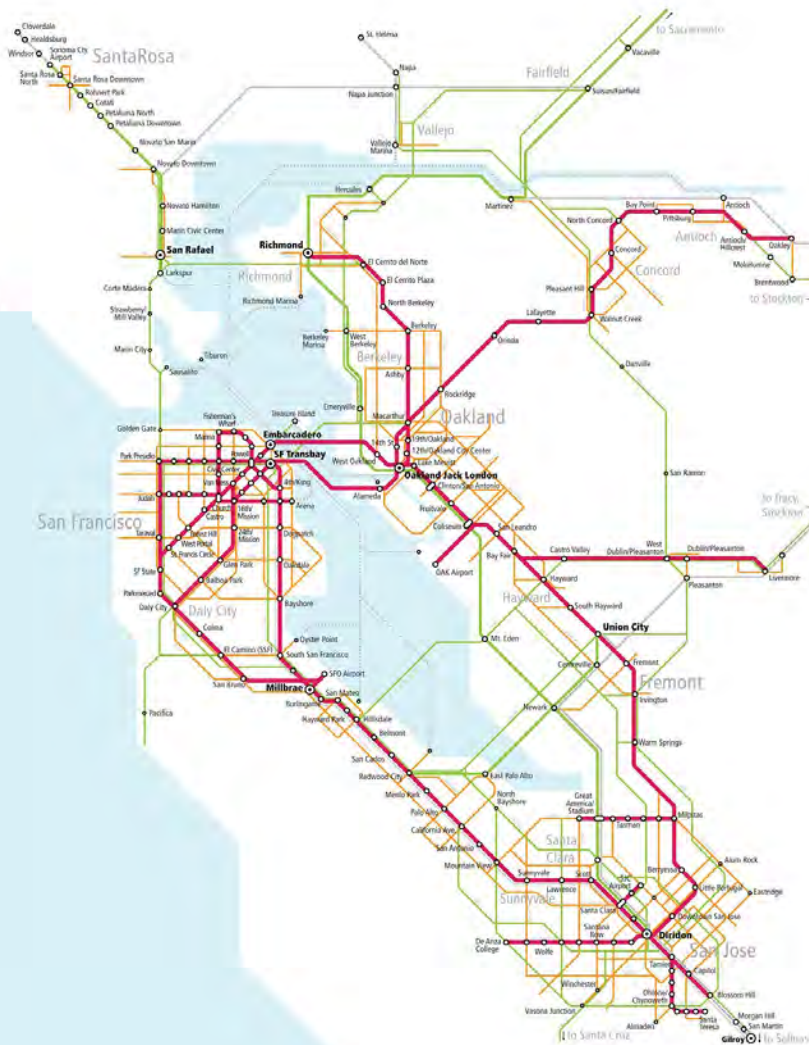 Cloverdale
Healdsburg
Windsor
Sonoma City
Airport
SantaRosa
Santa Rosa
North
Santa Rosa Downtown
Rohnert Park
Cotati
Petaluma North
Petaluma Downtown
Novato San Marin
Novato Downtown
Novato Hamilton
Marin Civic Center
San Rafael
Larkspur
Corte Madera
Strawberry/
Mill Valley
Marin City
Sausalito
Tiburon
St. Helena
Napa
Napa Junction
Vallejo
Vallejo
Marina
to Sacramento
Vacaville
Fairfield
Suisun/Fairfield
Hercules
Martinez
Richmond
Richmond
Richmond Marina
El Cerrito del Norte
El Cerrito Plaza
North Berkeley
Berkeley
Berkeley
Marina
West
Berkeley
Berkeley
Ashby
Emeryville
Macarthur
Rockridge
Orinda
Lafayette
Walnut Creek
Pleasant Hill
Concord
Concord
North Concord
Bay Point
Pittsburg
Antioch
Antioch
Antioch/
Hillcrest
Oakley
Mokelumne
Brentwood
to Stockton
Danville
San Ramon
Oakland
19th/Oakland
12th/Oakland City Center
14th St
Lake Merritt
West Oakland
Oakland Jack London
Alameda
Clinton/San Antonio
Fruitvale
Coliseum
San Leandro
OAK Airport
Bay Fair
Castro Valley
West
Dublin/Pleasanton
Dublin/Pleasanton
Pleasanton
Livermore
to Tracy,
Stockton
Hayward
Hayward
South Hayward
Union City
Mt. Eden
Centreville
Fremont
Fremont
Irvington
Newark
Warm Springs
Golden Gate
Fisherman's
Wharf
Marina
Treasure Island
Embarcadero
SF Transbay
Park Presidio
Powell
Civic Center
Van Ness
4th/King
Judah
Church
Castro
16th/
Mission
Arena
San Francisco
Taraval
Forest Hill
West Portal
St. Francis Circle
24th/
Mission
Dogpatch
Glen Park
Oakdale
SF State
Balboa Park
Bayshore
Parkmerced
Daly City
Daly City
Colma
Oyster Point
El Camino (SSF)
South San Francisco
SFO Airport
San Bruno
Millbrae
Pacifica
San Mateo
Burlingame
Hayward Park
Hillsdale
Belmont
San Carlos
Redwood City
East Palo Alto
Menlo Park
North
Bayshore
Palo Alto
California Ave.
San Antonio
Mountain View
Great
America/
Stadium
Tasman
Milpitas
Santa
Clara
Sunnyvale
Sunnyvale
Lawrence
Scott
SJC
Airport
Santa Clara
Berryessa
Alum Rock
Little Portugal
Eastridge
Downtown San Jose
Santana
Row
De Anza
College
Wolfe
Diridon
San Jose
Tamien
Capitol
Winchester
Ohlone/
Chynoweth
Blossom Hill
Vasona Junction
Almaden
Santa
Teresa
Morgan Hill
San Martin
Gilroy
to Santa Cruz
to Salinas